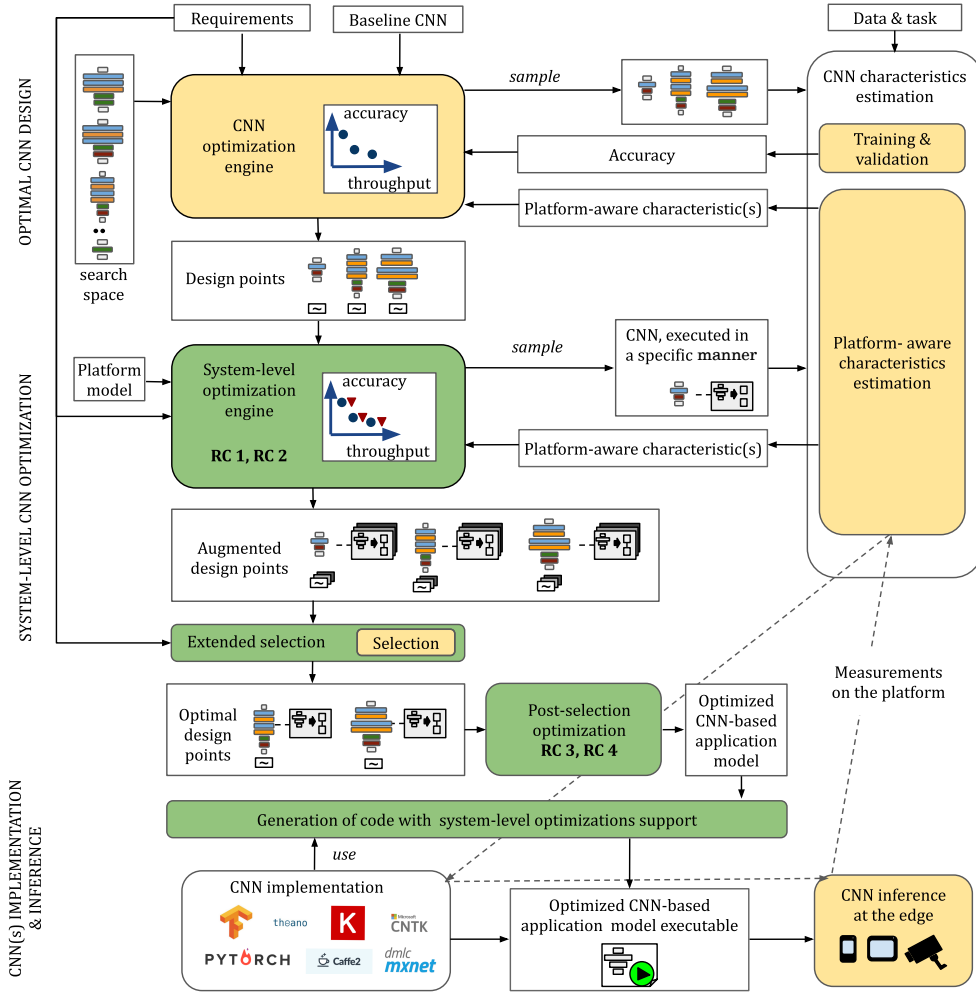 Requirements
Baseline CNN
Data & task
OPTIMAL CNN DESIGN
search
space
CNN
optimization
engine
accuracy
throughput
sample
CNN characteristics
estimation
Training &
validation
Accuracy
Platform-aware characteristic(s)
Design points
~
~
~
SYSTEM-LEVEL CNN OPTIMIZATION
Platform
model
System-level
optimization
engine
RC 1, RC 2
accuracy
throughput
sample
CNN, executed in
a specific manner
Platform-aware characteristic(s)
Platform- aware
characteristics
estimation
Augmented
design points
~
~
~
Extended selection
Selection
Optimal
design
points
~
~
Post-selection
optimization
RC 3, RC 4
Optimized
CNN-based
application
model
Measurements
on the platform
CNN(s) IMPLEMENTATION
& INFERENCE
Generation of code with system-level optimizations support
use
CNN implementation
theano
K
Microsoft
CNTK
PYTORCH
Caffe2
dmlc
mxnet
Optimized CNN-based
application model executable
CNN inference
at the edge